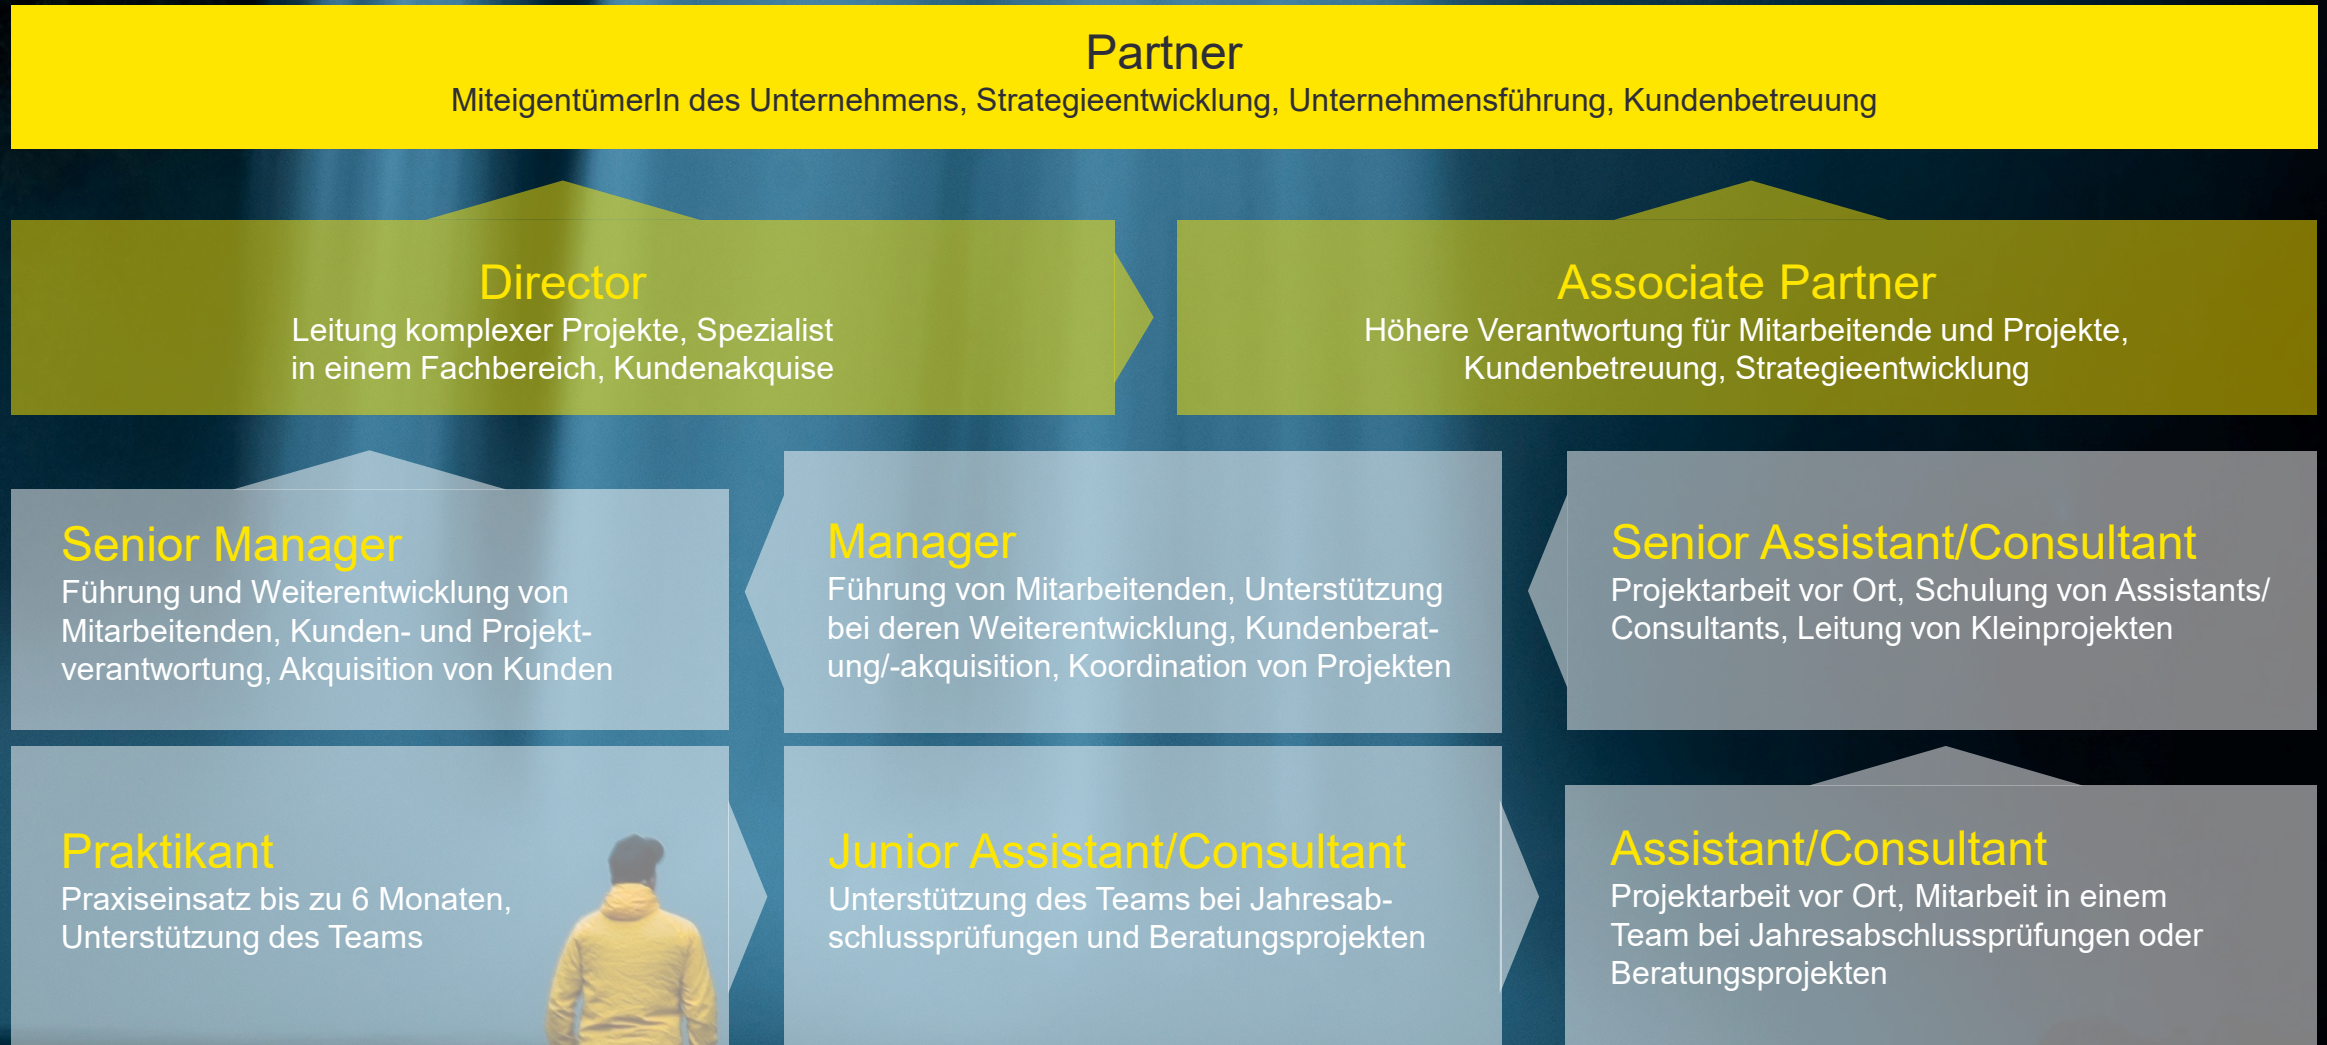 Partner
MiteigentümerIn des Unternehmens, Strategieentwicklung, Unternehmensführung, Kundenbetreuung
Director
Leitung komplexer Projekte, Spezialist
in einem Fachbereich, Kundenakquise
Associate Partner
Höhere Verantwortung für Mitarbeitende und Projekte,
Kundenbetreuung, Strategieentwicklung
Senior Manager
Führung und Weiterentwicklung von
Mitarbeitenden, Kunden- und Projekt-
verantwortung, Akquisition von Kunden
Manager
Führung von Mitarbeitenden, Unterstützung
bei deren Weiterentwicklung, Kundenberat-
ung/-akquisition, Koordination von Projekten
Senior Assistant/Consultant
Projektarbeit vor Ort, Schulung von Assistants/
Consultants, Leitung von Kleinprojekten
Praktikant
Praxiseinsatz bis zu 6 Monaten,
Unterstützung des Teams
Junior Assistant/Consultant
Unterstützung des Teams bei Jahresab-
schlussprüfungen und Beratungsprojekten
Assistant/Consultant
Projektarbeit vor Ort, Mitarbeit in einem
Team bei Jahresabschlussprüfungen oder
Beratungsprojekten